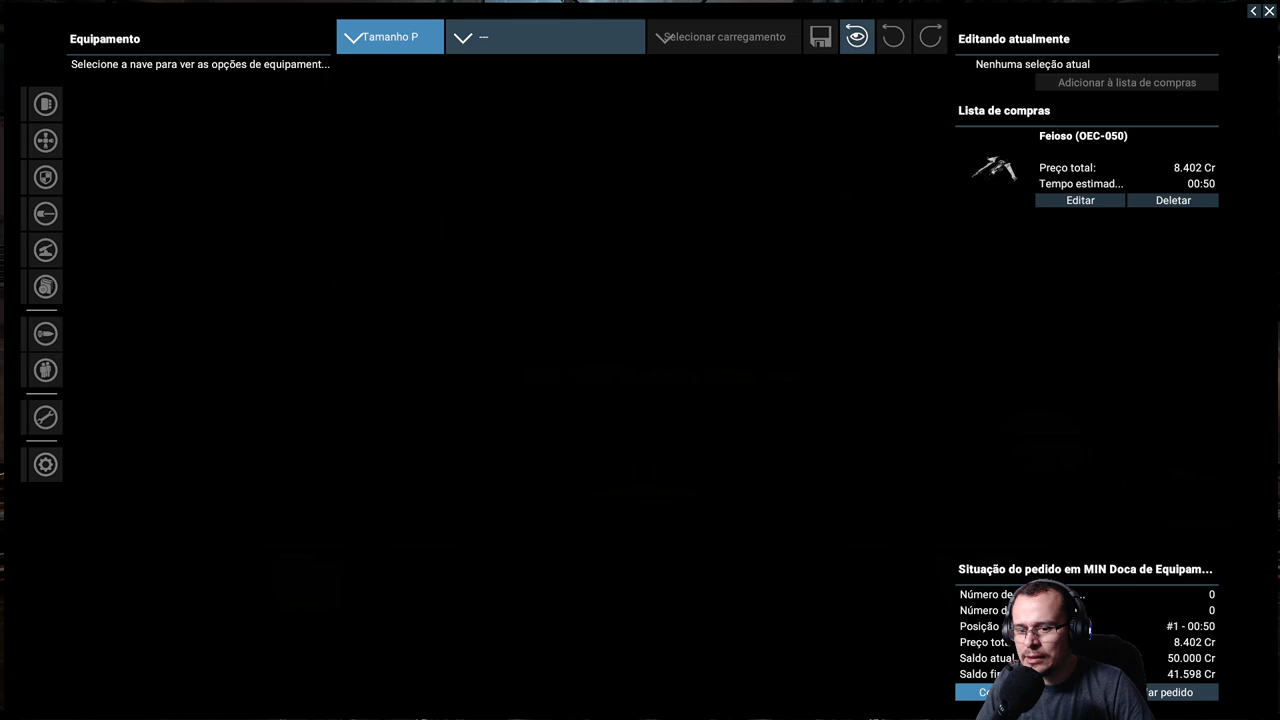 Equipamento
Selecione a nave para ver as opções de equipament...
Tamanho P
---
Selecionar carregamento
Editando atualmente
Nenhuma seleção atual
Adicionar à lista de compras
Lista de compras
Feioso (OEC-050)
Preço total: 8.402 Cr
Tempo estimad... 00:50
Editar Deletar
Situação do pedido em MIN Doca de Equipam...
Número de ... 0
Número de 0
Posição #1 - 00:50
Preço 8.402 Cr
Saldo atual 50.000 Cr
Saldo 41.598 Cr
pedido